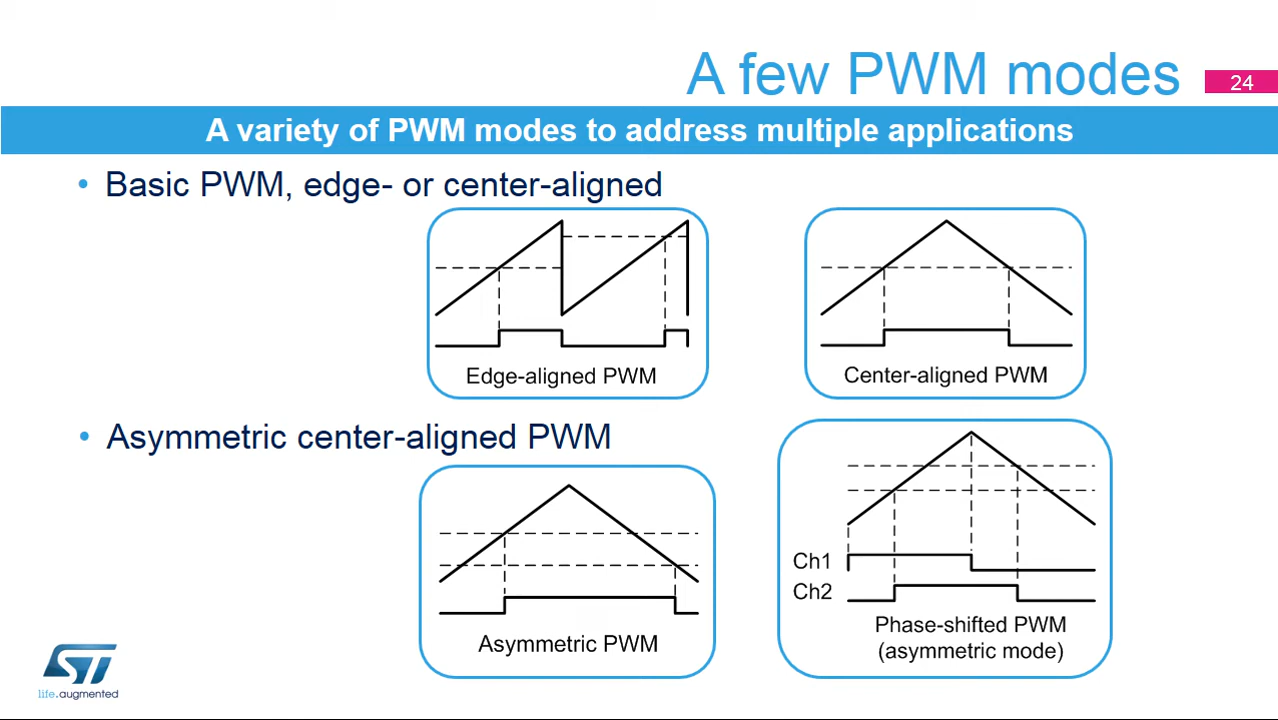 A few PWM modes
24
A variety of PWM modes to address multiple applications
• Basic PWM, edge- or center-aligned
Edge-aligned PWM
Center-aligned PWM
• Asymmetric center-aligned PWM
Asymmetric PWM
Ch1
Ch2
Phase-shifted PWM
(asymmetric mode)
ST
life.augmented